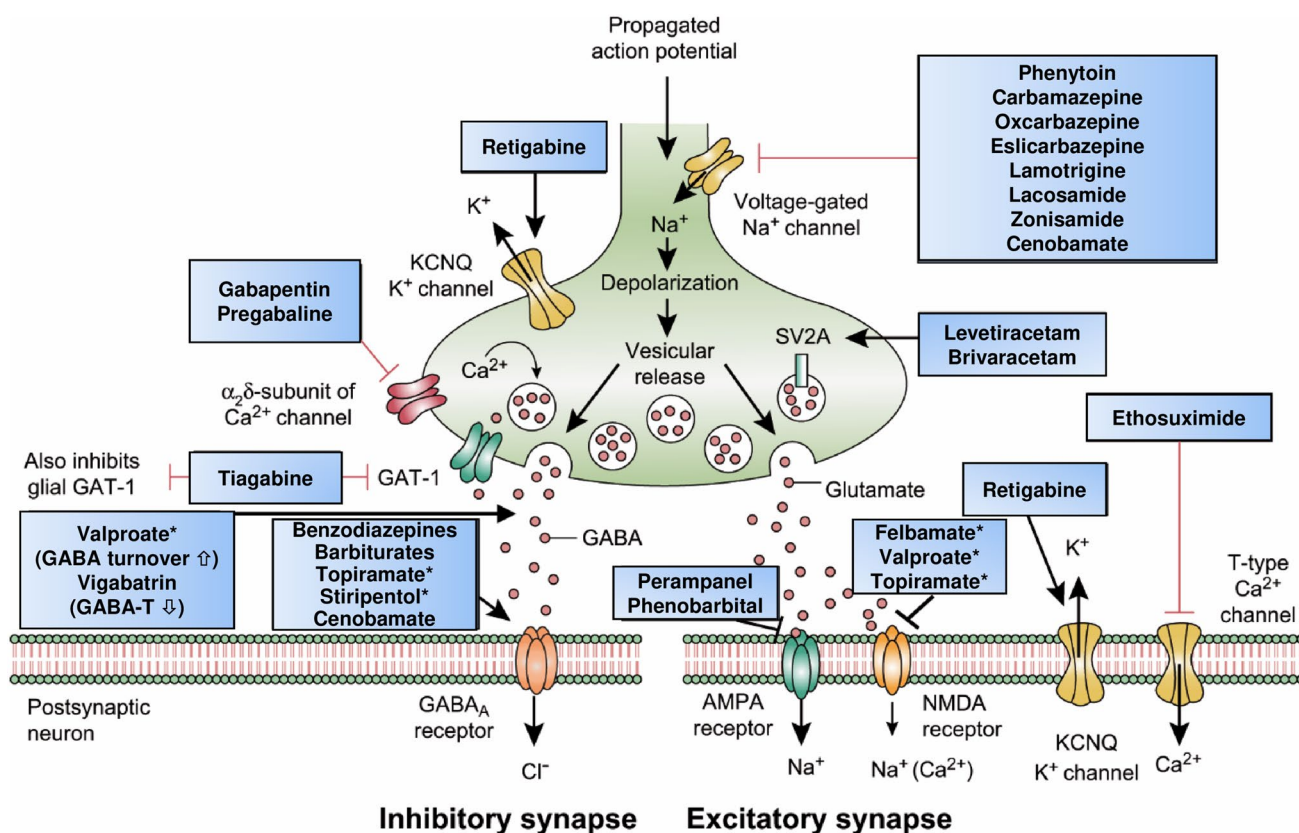 Propagated
action potential
Phenytoin
Carbamazepine
Oxcarbazepine
Eslicarbazepine
Lamotrigine
Lacosamide
Zonisamide
Cenobamate
Retigabine
K⁺
KCNQ
K⁺ channel
Voltage-gated
Na⁺ channel
Na⁺
Depolarization
Vesicular
release
Gabapentin
Pregabaline
α₂δ-subunit of
Ca²⁺ channel
Ca²⁺
SV2A
Levetiracetam
Brivaracetam
Ethosuximide
Also inhibits
glial GAT-1
Tiagabine
GAT-1
Glutamate
Retigabine
Valproate*
(GABA turnover ⇧)
Vigabatrin
(GABA-T ⇩)
Benzodiazepines
Barbiturates
Topiramate*
Stiripentol*
Cenobamate
GABA
Felbamate*
Valproate*
Topiramate*
Perampanel
Phenobarbital
K⁺
T-type
Ca²⁺
channel
Postsynaptic
neuron
GABA_A
receptor
Cl⁻
AMPA
receptor
Na⁺
NMDA
receptor
Na⁺ (Ca²⁺)
KCNQ
K⁺ channel
Ca²⁺
Inhibitory synapse
Excitatory synapse